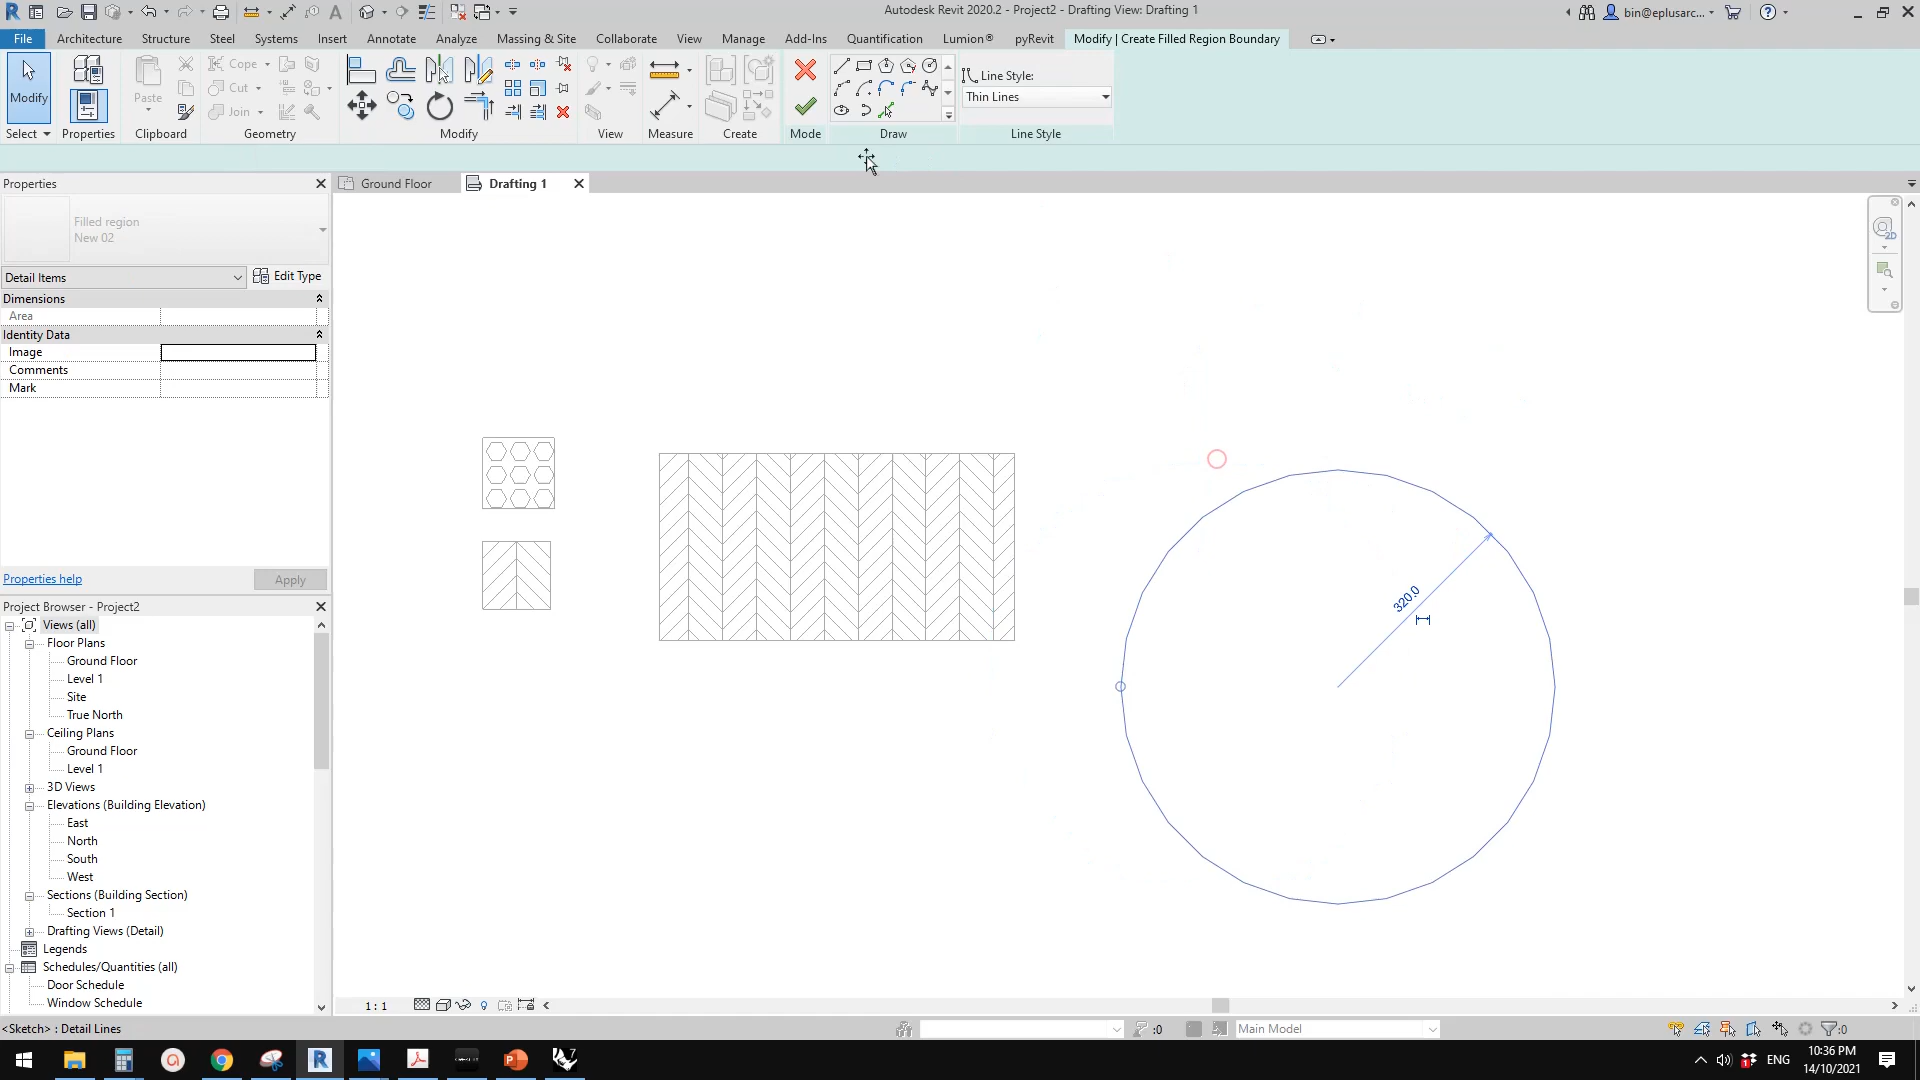 Autodesk Revit 2020.2 - Project2 - Drafting View: Drafting 1
bin@eplusarc...
File
Architecture
Structure
Steel
Systems
Insert
Annotate
Analyze
Massing & Site
Collaborate
View
Manage
Add-Ins
Quantification
Lumion®
pyRevit
Modify | Create Filled Region Boundary
Modify
Select
Properties
Paste
Clipboard
Cope
Cut
Join
Geometry
Modify
View
Measure
Create
Mode
Draw
Line Style:
Thin Lines
Line Style
Properties
Ground Floor
Drafting 1
Filled region
New 02
Detail Items
Edit Type
Dimensions
Area
Identity Data
Image
Comments
Mark
Properties help
Apply
Project Browser - Project2
Views (all)
Floor Plans
Ground Floor
Level 1
Site
True North
Ceiling Plans
Ground Floor
Level 1
3D Views
Elevations (Building Elevation)
East
North
South
West
Sections (Building Section)
Section 1
Drafting Views (Detail)
Legends
Schedules/Quantities (all)
Door Schedule
Window Schedule
320.0
2D
1 : 1
<Sketch> : Detail Lines
:0
Main Model
:0
ENG
10:36 PM
14/10/2021